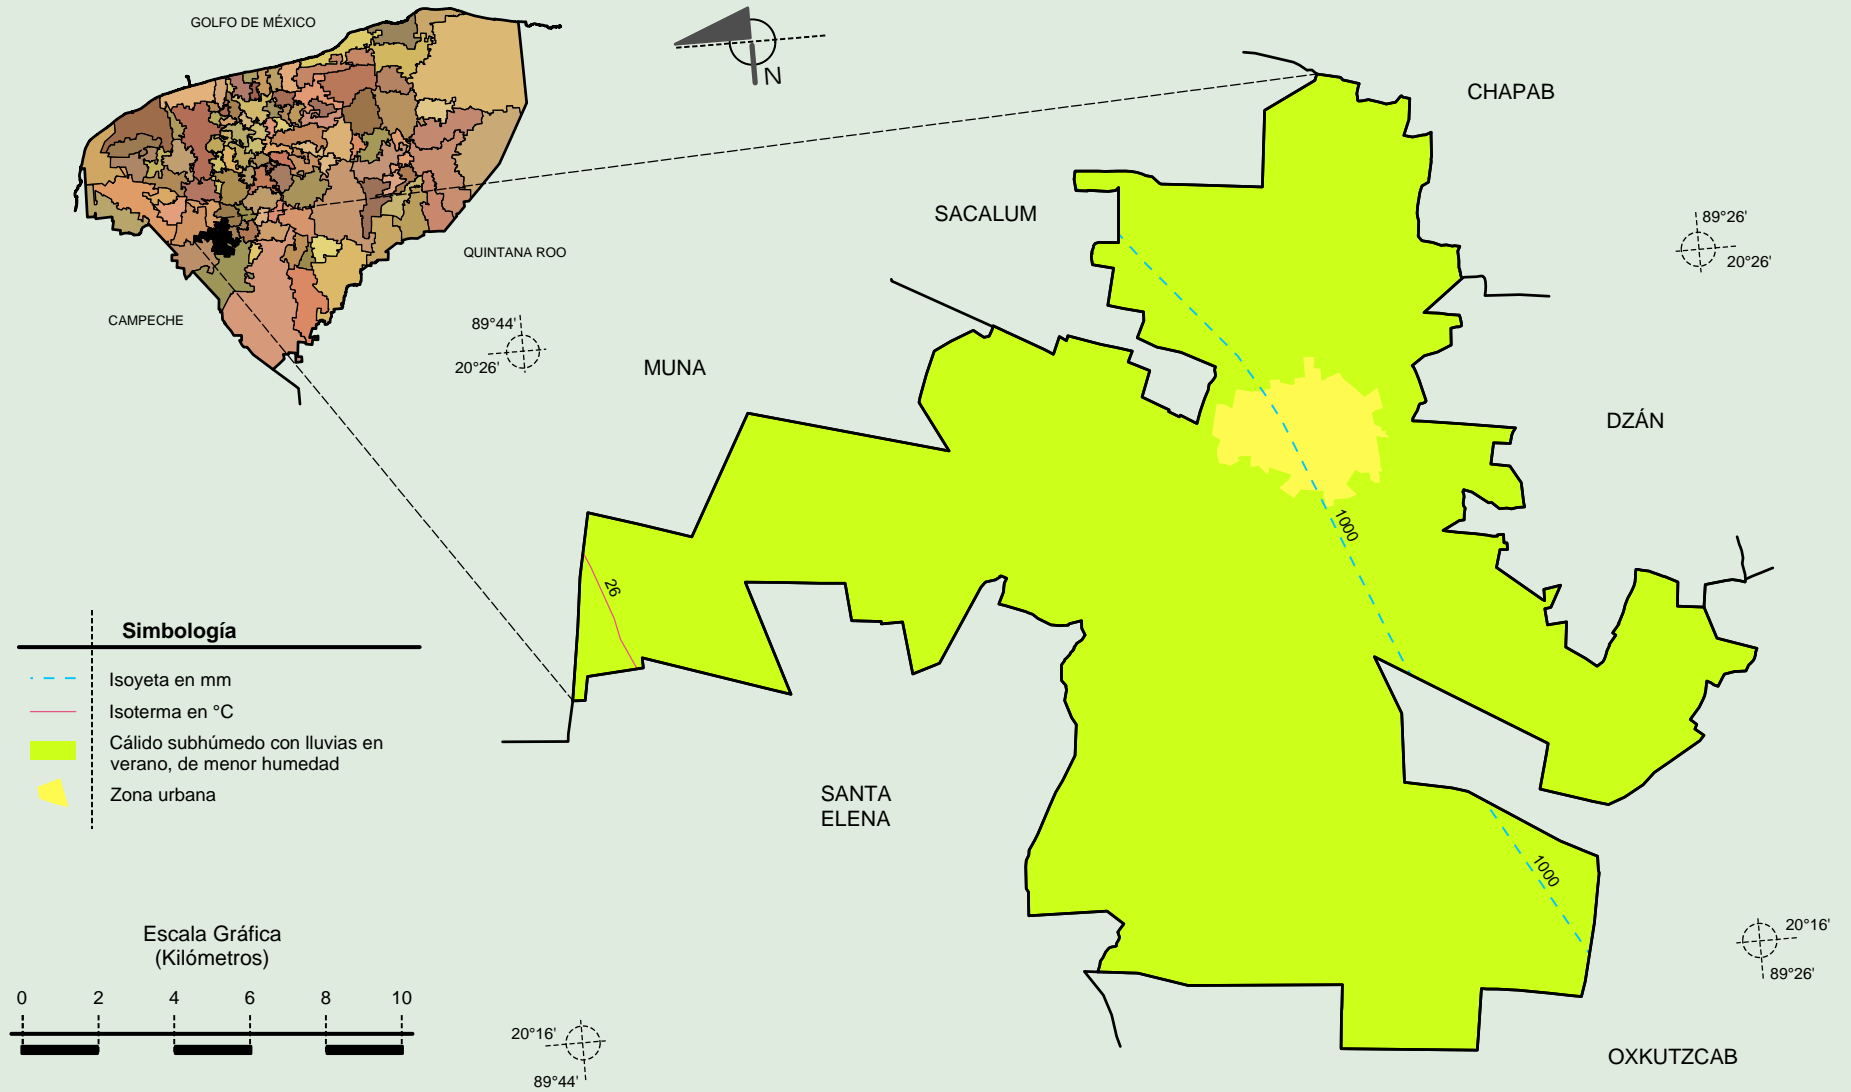 GOLFO DE MÉXICO
N
CHAPAB
SACALUM
89°26'
20°26'
QUINTANA ROO
CAMPECHE
89°44'
20°26'
MUNA
DZÁN
1000
26
Simbología
Isoyeta en mm
Isoterma en °C
Cálido subhúmedo con lluvias en
verano, de menor humedad
Zona urbana
SANTA
ELENA
1000
Escala Gráfica
(Kilómetros)
0 2 4 6 8 10
20°16'
89°26'
20°16'
89°44'
OXKUTZCAB